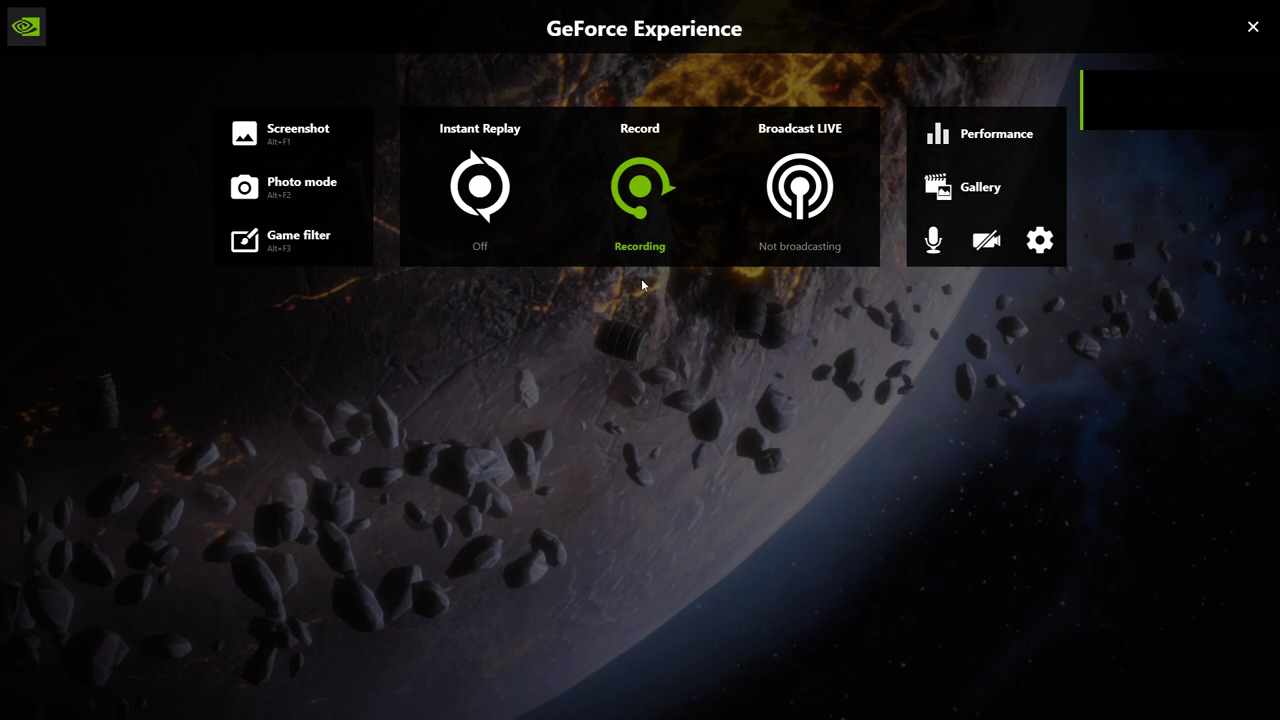 GeForce Experience
Screenshot
Alt+F1
Photo mode
Alt+F2
Game filter
Alt+F3
Instant Replay
Off
Record
Recording
Broadcast LIVE
Not broadcasting
Performance
Gallery